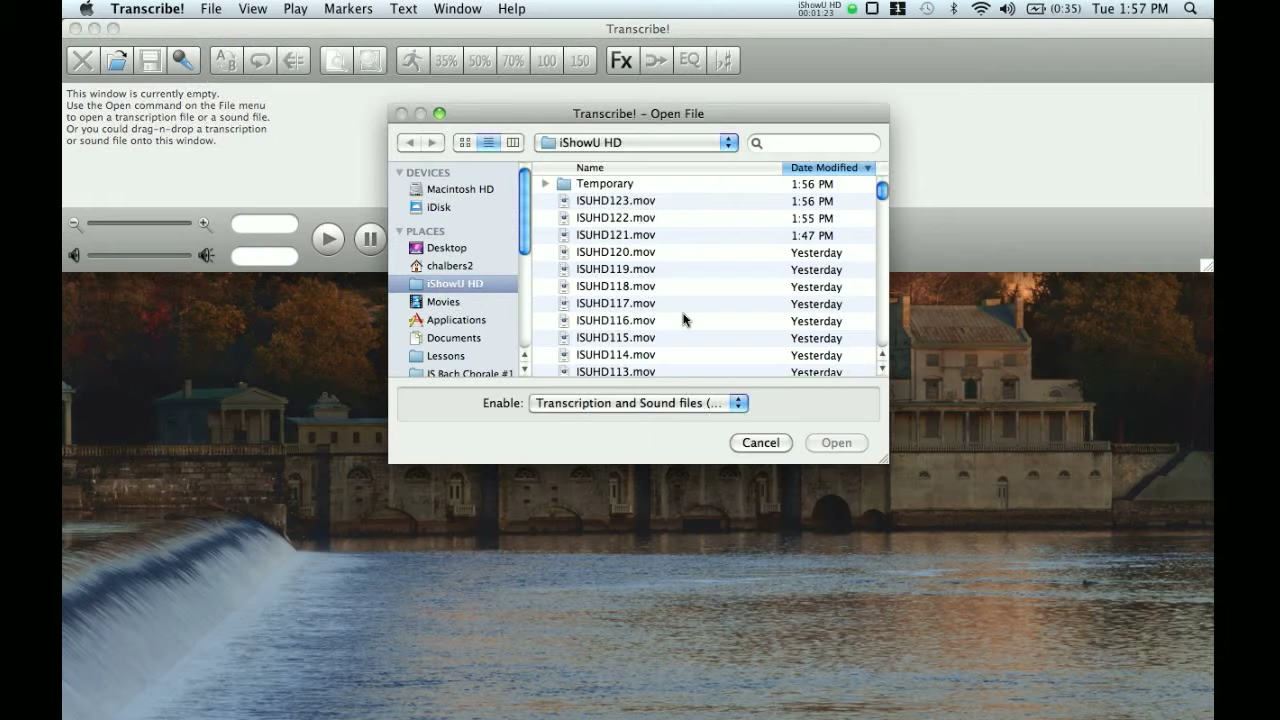 Transcribe! File View Play Markers Text Window Help iShowU HD 00:01:23 1 (0:35) Tue 1:57 PM
Transcribe!
A B 35% 50% 70% 100 150 Fx EQ
This window is currently empty.
Use the Open command on the File menu
to open a transcription file or a sound file.
Or you could drag-n-drop a transcription
or sound file onto this window.
Transcribe! - Open File
iShowU HD
DEVICES
Macintosh HD
iDisk
PLACES
Desktop
chalbers2
iShowU HD
Movies
Applications
Documents
Lessons
JS Bach Chorale #1
Name Date Modified
Temporary 1:56 PM
ISUHD123.mov 1:56 PM
ISUHD122.mov 1:55 PM
ISUHD121.mov 1:47 PM
ISUHD120.mov Yesterday
ISUHD119.mov Yesterday
ISUHD118.mov Yesterday
ISUHD117.mov Yesterday
ISUHD116.mov Yesterday
ISUHD115.mov Yesterday
ISUHD114.mov Yesterday
ISUHD113.mov Yesterday
Enable: Transcription and Sound files (...
Cancel Open